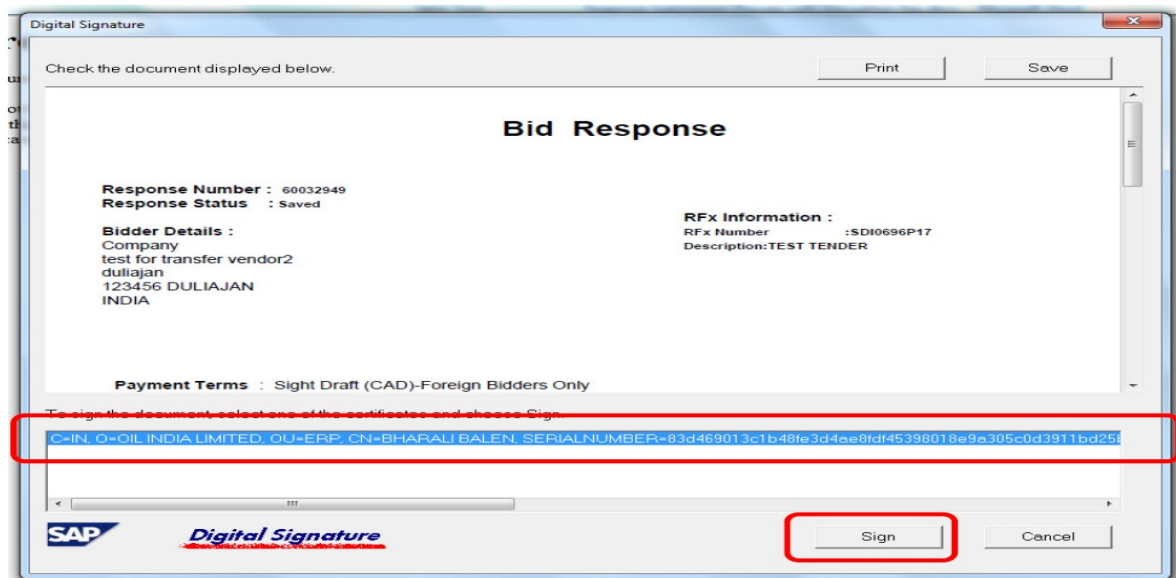 Digital Signature
Check the document displayed below.
Print
Save
Bid Response
Response Number : 60032949
Response Status : Saved
Bidder Details :
Company
test for transfer vendor2
duliajan
123456 DULIAJAN
INDIA
RFx Information :
RFx Number :SDI0696P17
Description:TEST TENDER
Payment Terms : Sight Draft (CAD)-Foreign Bidders Only
To sign the document, select one of the certificates and choose Sign.
C=IN, O=OIL INDIA LIMITED, OU=ERP, CN=BHARALI BALEN, SERIALNUMBER=83d469013c1b48fe3d4ae8fdf45398018e9a305c0d3911bd25
SAP
Digital Signature
Sign
Cancel